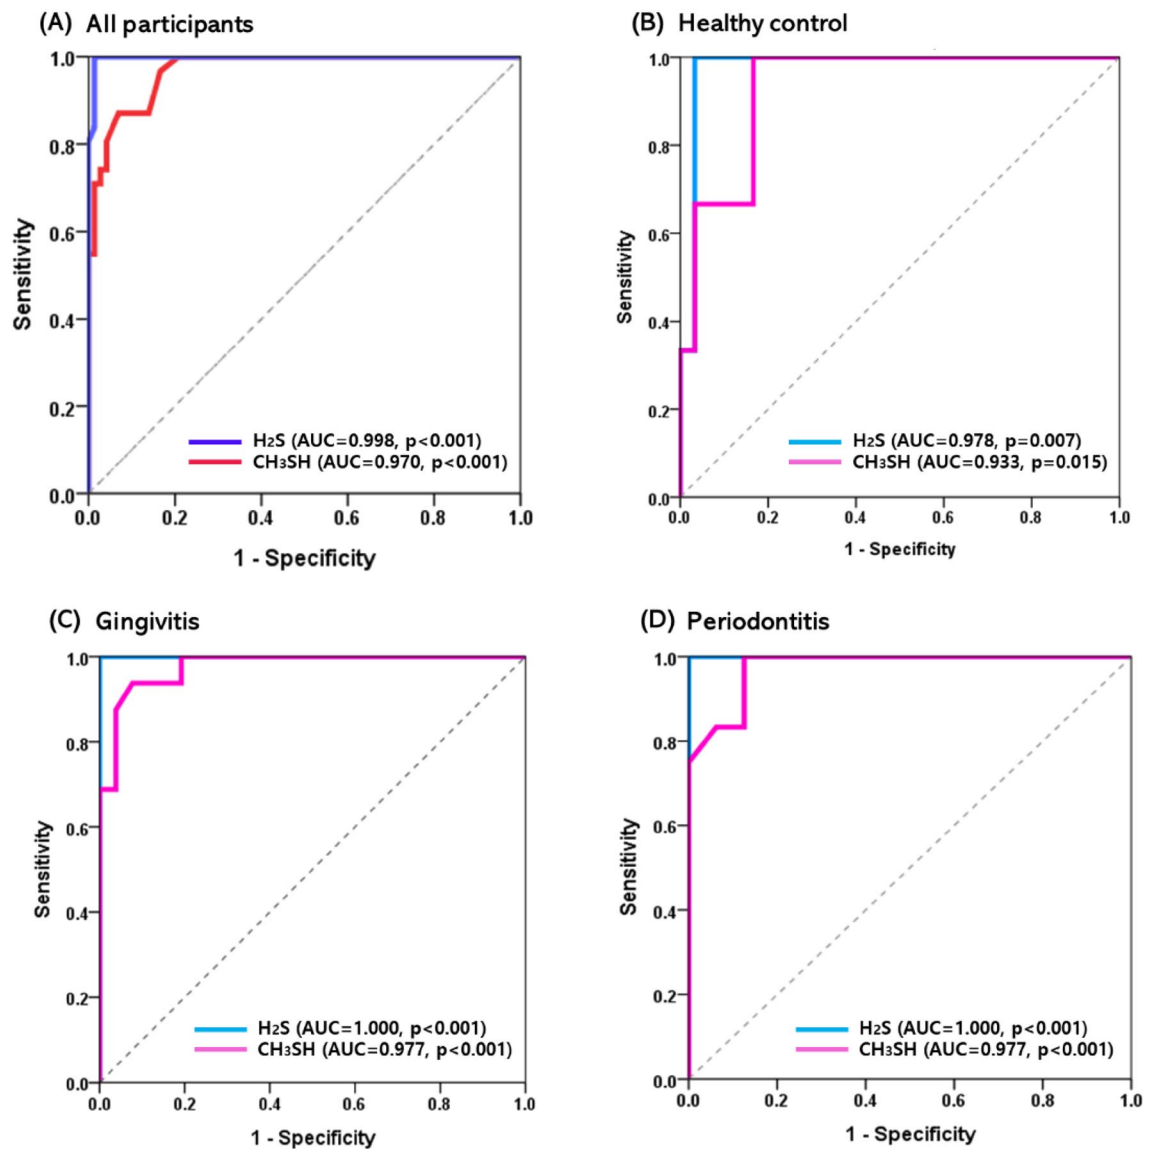 (A) All participants
1.0
0.8
0.6
0.4
0.2
0.0
Sensitivity
H₂S (AUC=0.998, p<0.001)
CH₃SH (AUC=0.970, p<0.001)
0.0 0.2 0.4 0.6 0.8 1.0
1 - Specificity
(B) Healthy control
1.0
0.8
0.6
0.4
0.2
0.0
Sensitivity
H₂S (AUC=0.978, p=0.007)
CH₃SH (AUC=0.933, p=0.015)
0.0 0.2 0.4 0.6 0.8 1.0
1 - Specificity
(C) Gingivitis
1.0
0.8
0.6
0.4
0.2
0.0
Sensitivity
H₂S (AUC=1.000, p<0.001)
CH₃SH (AUC=0.977, p<0.001)
0.0 0.2 0.4 0.6 0.8 1.0
1 - Specificity
(D) Periodontitis
1.0
0.8
0.6
0.4
0.2
0.0
Sensitivity
H₂S (AUC=1.000, p<0.001)
CH₃SH (AUC=0.977, p<0.001)
0.0 0.2 0.4 0.6 0.8 1.0
1 - Specificity